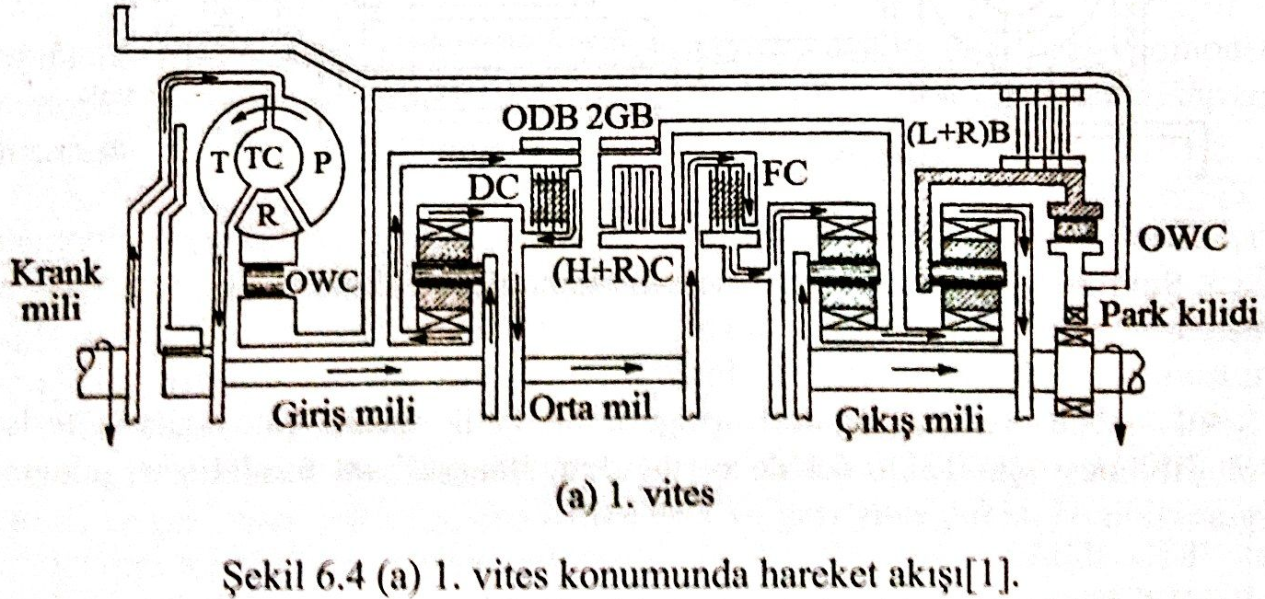 ODB 2GB
(L+R)B
T TC P
DC
FC
R
OWC
(H+R)C
OWC
Krank
mili
Park kilidi
Giriş mili
Orta mil
Çıkış mili
(a) 1. vites
Şekil 6.4 (a) 1. vites konumunda hareket akışı[1].